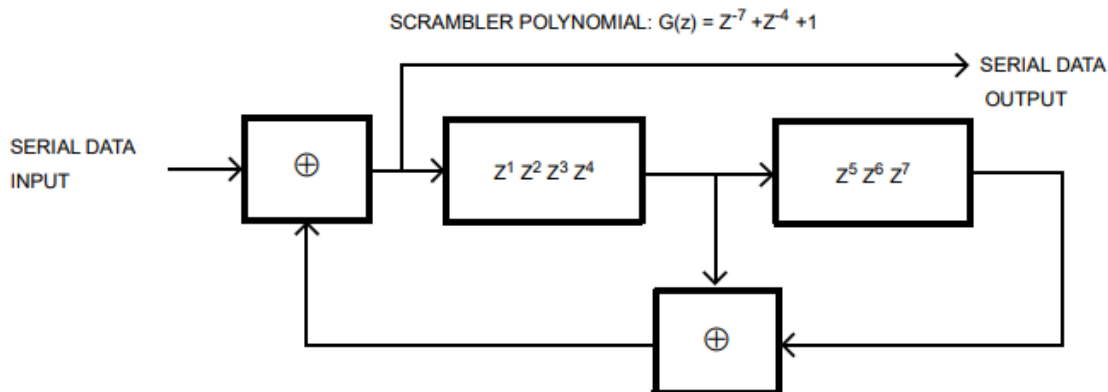 SCRAMBLER POLYNOMIAL: G(z) = Z⁻⁷ +Z⁻⁴ +1
SERIAL DATA
OUTPUT
SERIAL DATA
INPUT
⊕
Z¹ Z² Z³ Z⁴
Z⁵ Z⁶ Z⁷
⊕